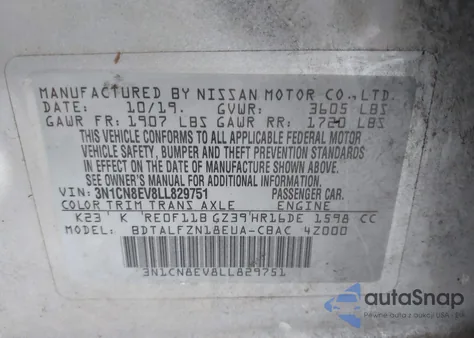 MANUFACTURED BY NISSAN MOTOR CO., LTD.
DATE: 10/19. GVWR: 3605 LBS
GAWR FR: 1907 LBS GAWR RR: 1720 LBS
THIS VEHICLE CONFORMS TO ALL APPLICABLE FEDERAL MOTOR
VEHICLE SAFETY, BUMPER AND THEFT PREVENTION STANDARDS
IN EFFECT ON THE DATE OF MANUFACTURE SHOWN ABOVE.
SEE OWNER'S MANUAL FOR ADDITIONAL INFORMATION.
VIN: 3N1CN8EV8LL829751 PASSENGER CAR.
COLOR TRIM TRANS AXLE ENGINE
K23' K 'RE0F11B GZ39'HR16DE 1598 CC
MODEL: BDTALFZN18EUA-CBAC 4Z000
3N1CN8EV8LL829751
autoSnap